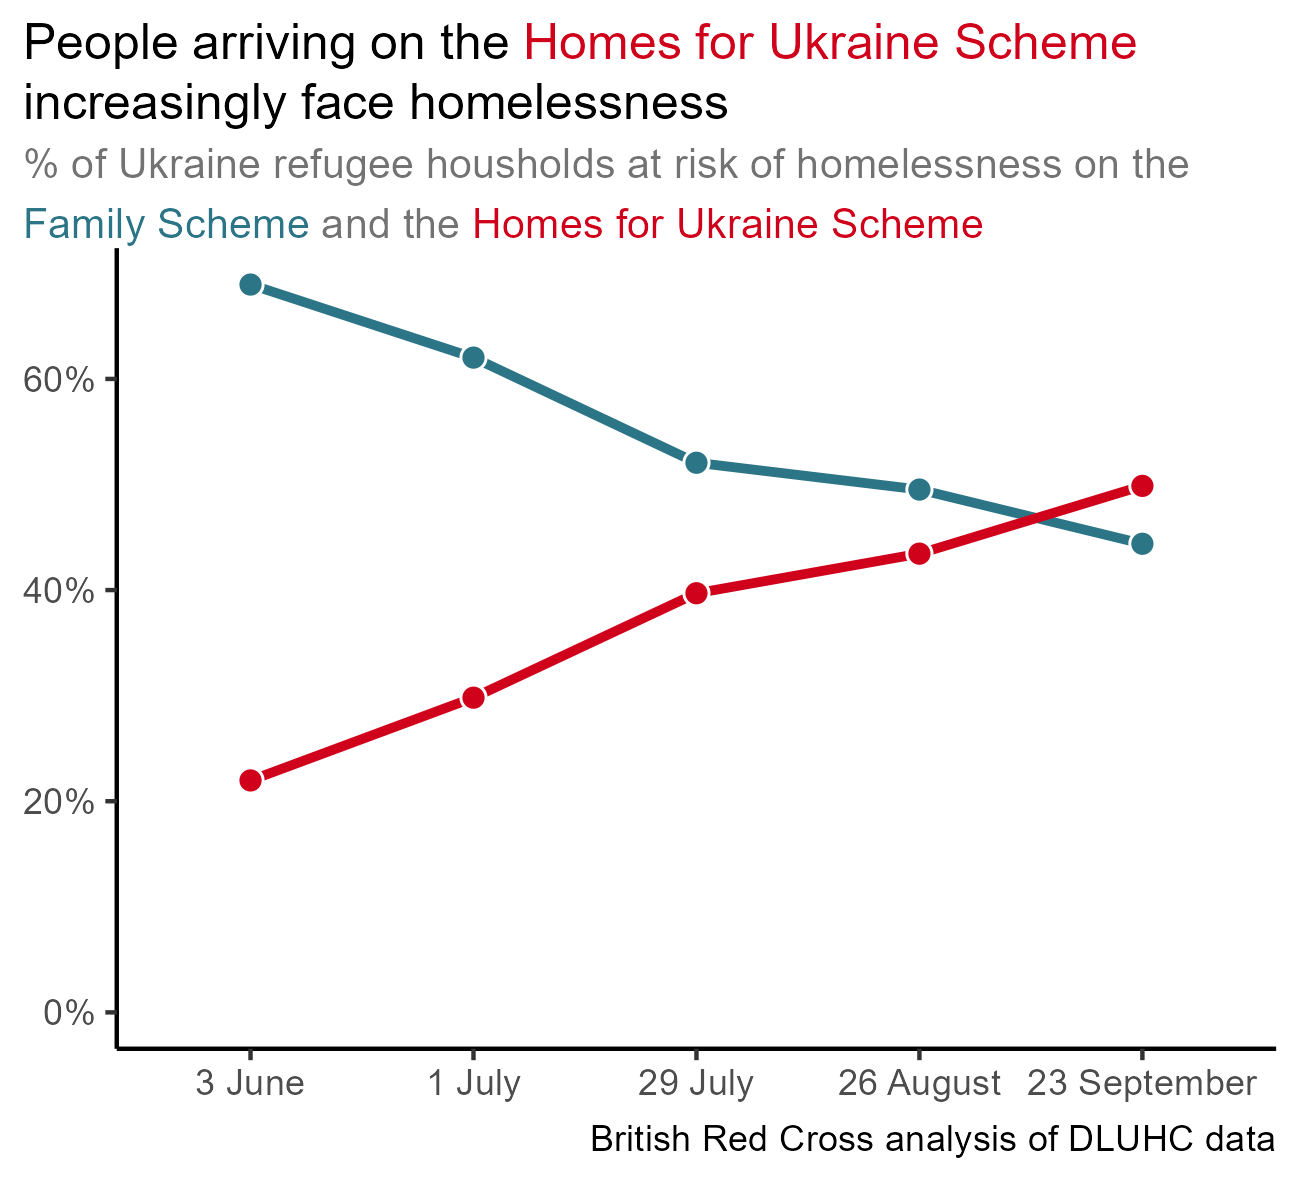 People arriving on the Homes for Ukraine Scheme
increasingly face homelessness
% of Ukraine refugee housholds at risk of homelessness on the
Family Scheme and the Homes for Ukraine Scheme
60%
40%
20%
0%
3 June 1 July 29 July 26 August 23 September
British Red Cross analysis of DLUHC data